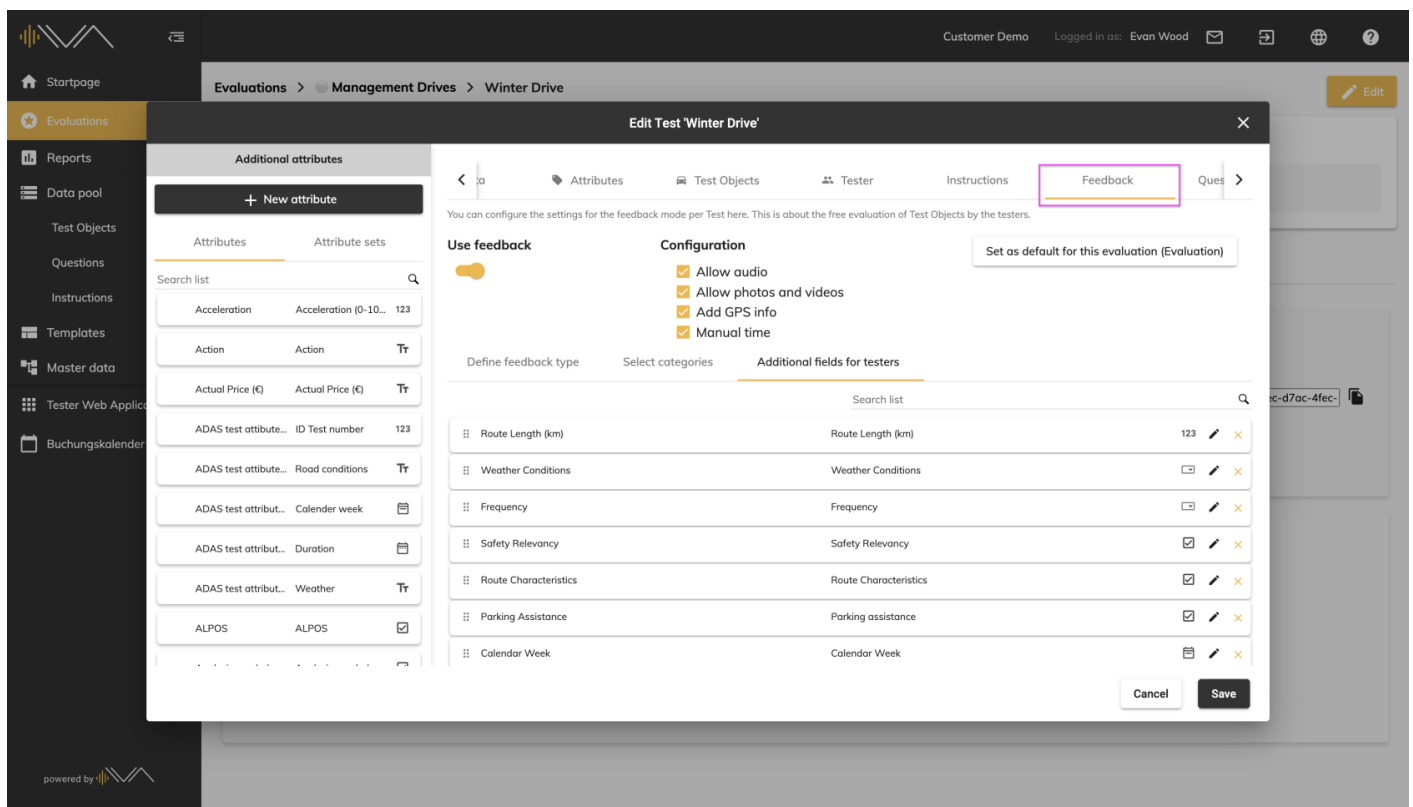 Customer Demo Logged in as: Evan Wood
Startpage
Evaluations
Reports
Data pool
Test Objects
Questions
Instructions
Templates
Master data
Tester Web Applic
Buchungskalender
powered by
Evaluations > Management Drives > Winter Drive
Edit
Edit Test 'Winter Drive'
Additional attributes
+ New attribute
Attributes Attribute sets
Search list
Acceleration Acceleration (0-10... 123
Action Action Tт
Actual Price (€) Actual Price (€) Tт
ADAS test attibute... ID Test number 123
ADAS test attibute... Road conditions Tт
ADAS test attribut... Calender week
ADAS test attribut... Duration
ADAS test attribut... Weather Tт
ALPOS ALPOS
Attributes Test Objects Tester Instructions Feedback Ques
You can configure the settings for the feedback mode per Test here. This is about the free evaluation of Test Objects by the testers.
Use feedback
Configuration
Allow audio
Allow photos and videos
Add GPS info
Manual time
Set as default for this evaluation (Evaluation)
Define feedback type Select categories Additional fields for testers
Search list
Route Length (km) Route Length (km) 123
Weather Conditions Weather Conditions
Frequency Frequency
Safety Relevancy Safety Relevancy
Route Characteristics Route Characteristics
Parking Assistance Parking assistance
Calendar Week Calendar Week
Cancel Save
ec-d7ac-4fec-